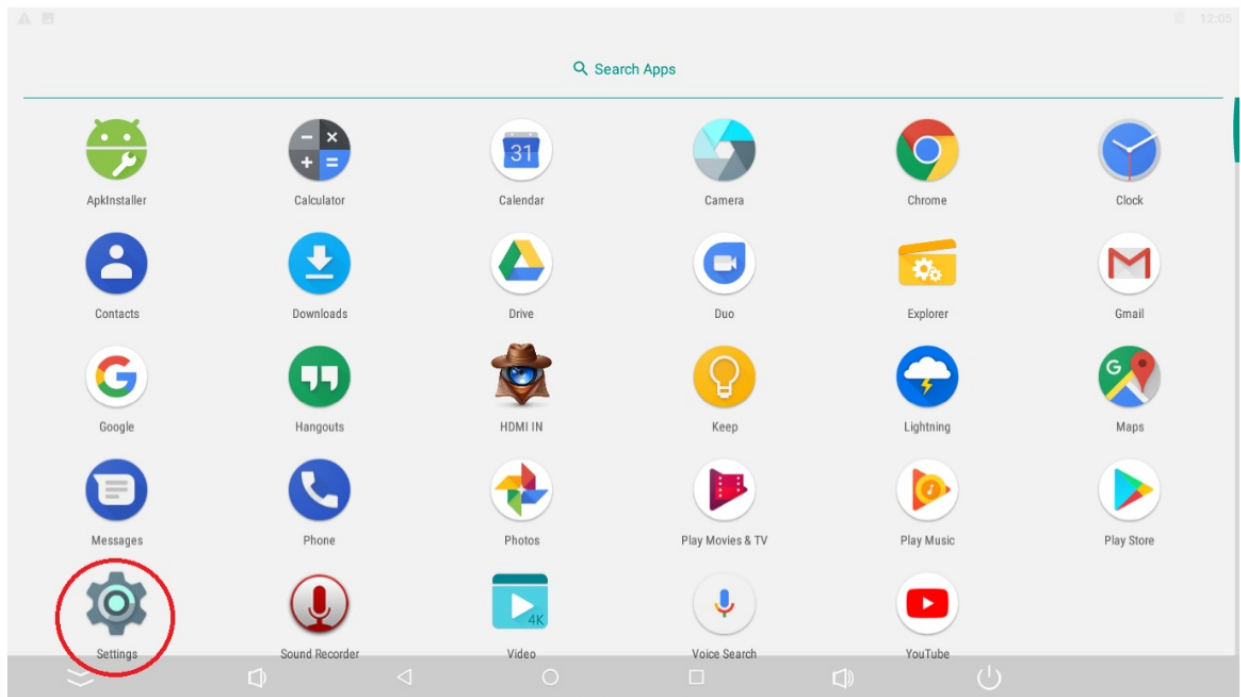 12:05
Search Apps
ApkInstaller
Calculator
31
Calendar
Camera
Chrome
Clock
Contacts
Downloads
Drive
Duo
Explorer
Gmail
G
Google
Hangouts
HDMI IN
Keep
Lightning
G
Maps
Messages
Phone
Photos
Play Movies & TV
Play Music
Play Store
Settings
Sound Recorder
4K
Video
Voice Search
YouTube